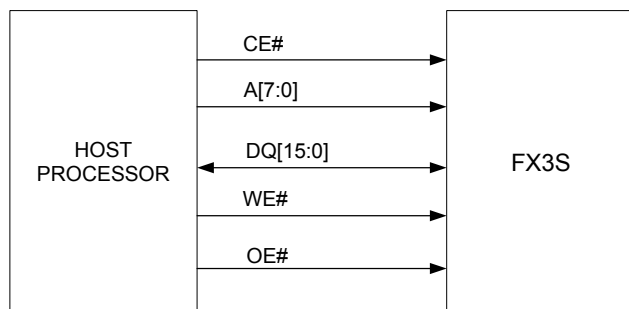 CE#
A[7:0]
HOST
PROCESSOR
DQ[15:0]
FX3S
WE#
OE#